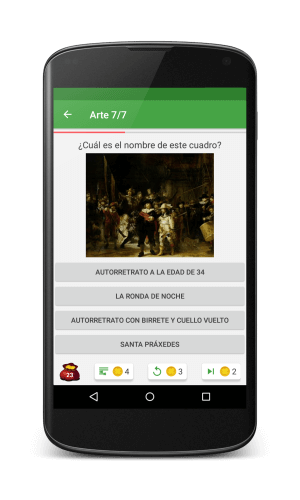 Arte 7/7
¿Cuál es el nombre de este cuadro?
AUTORRETRATO A LA EDAD DE 34
LA RONDA DE NOCHE
AUTORRETRATO CON BIRRETE Y CUELLO VUELTO
SANTA PRÁXEDES
23
4
3
2